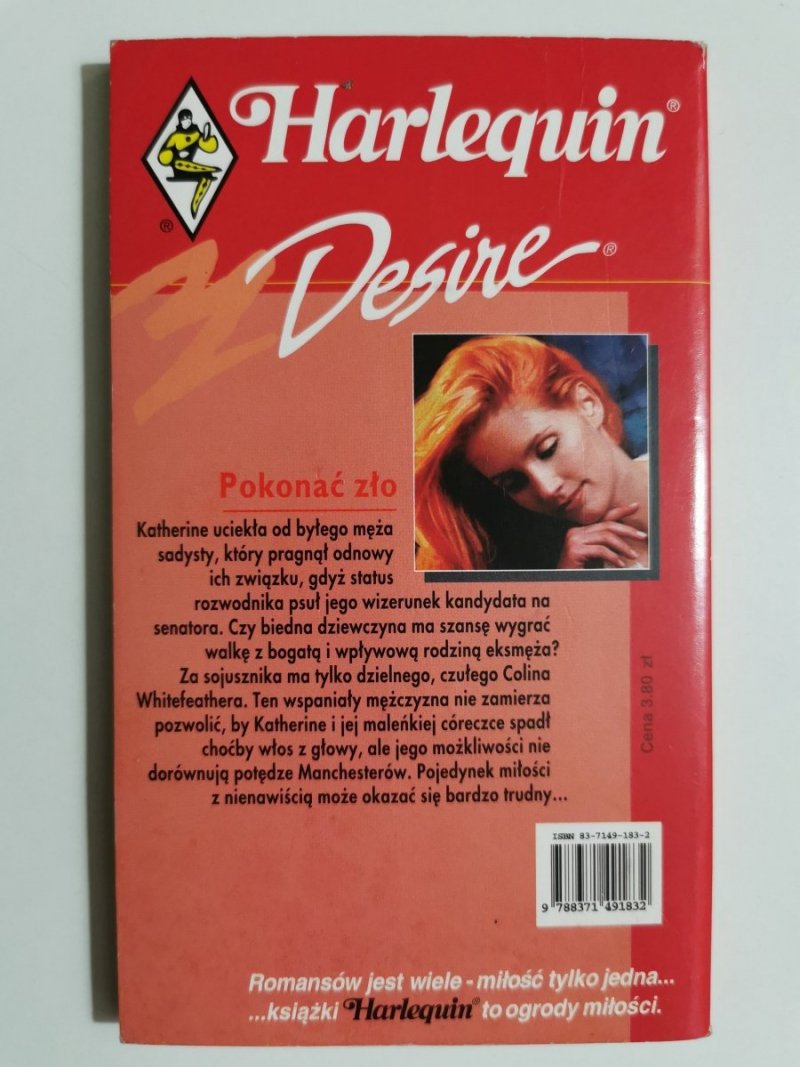 Harlequin®
®
Desire®
Pokonać zło
Katherine uciekła od byłego męża
sadysty, który pragnął odnowy
ich związku, gdyż status
rozwodnika psuł jego wizerunek kandydata na
senatora. Czy biedna dziewczyna ma szansę wygrać
walkę z bogatą i wpływową rodziną eksmęża?
Za sojusznika ma tylko dzielnego, czułego Colina
Whitefeathera. Ten wspaniały mężczyzna nie zamierza
pozwolić, by Katherine i jej maleńkiej córeczce spadł
choćby włos z głowy, ale jego możkliwości nie
dorównują potędze Manchesterów. Pojedynek miłości
z nienawiścią może okazać się bardzo trudny...
Cena 3.80 zł
ISBN 83-7149-183-2
9 788371 491832
Romansów jest wiele - miłość tylko jedna...
...książki Harlequin® to ogrody miłości.